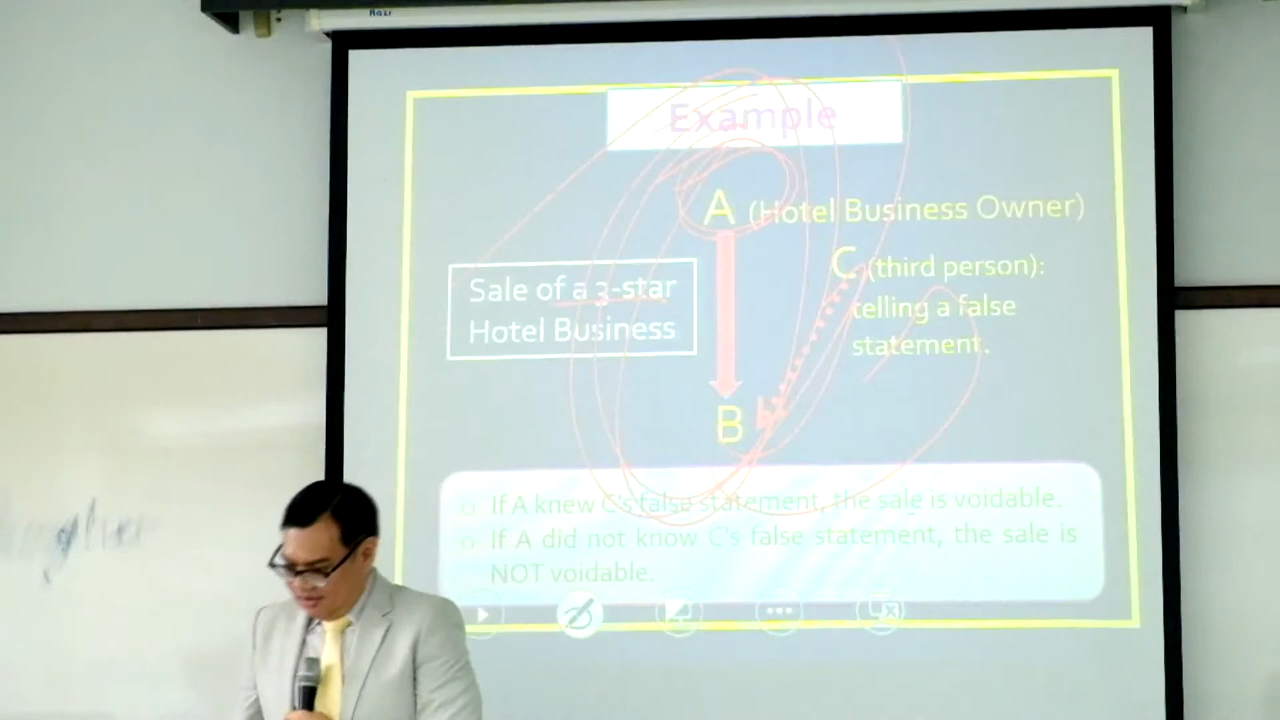 Example
A (Hotel Business Owner)
C (third person):
telling a false
statement.
Sale of a 3-star
Hotel Business
B
o If A knew C's false statement, the sale is voidable.
o If A did not know C's false statement, the sale is
NOT voidable.